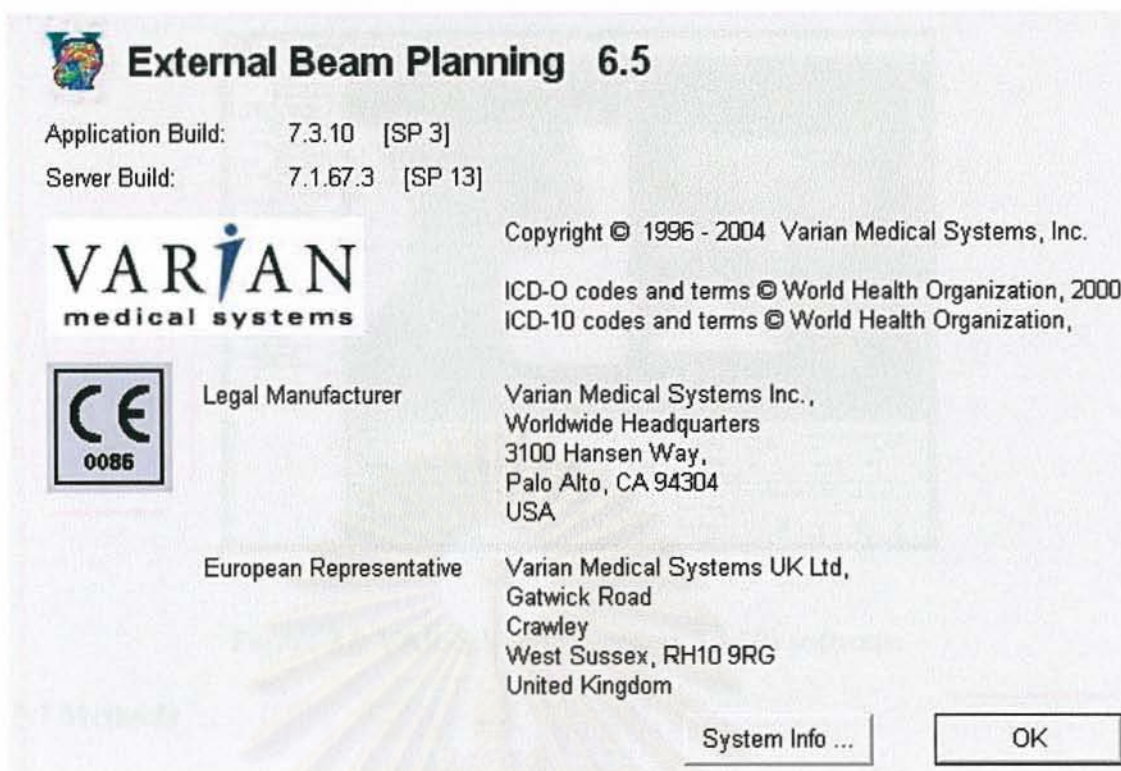 External Beam Planning 6.5
Application Build: 7.3.10 [SP 3]
Server Build: 7.1.67.3 [SP 13]
VARIAN
medical systems
Copyright © 1996 - 2004 Varian Medical Systems, Inc.
ICD-O codes and terms © World Health Organization, 2000
ICD-10 codes and terms © World Health Organization,
CE
0086
Legal Manufacturer
Varian Medical Systems Inc.,
Worldwide Headquarters
3100 Hansen Way,
Palo Alto, CA 94304
USA
European Representative
Varian Medical Systems UK Ltd,
Gatwick Road
Crawley
West Sussex, RH10 9RG
United Kingdom
System Info ...
OK